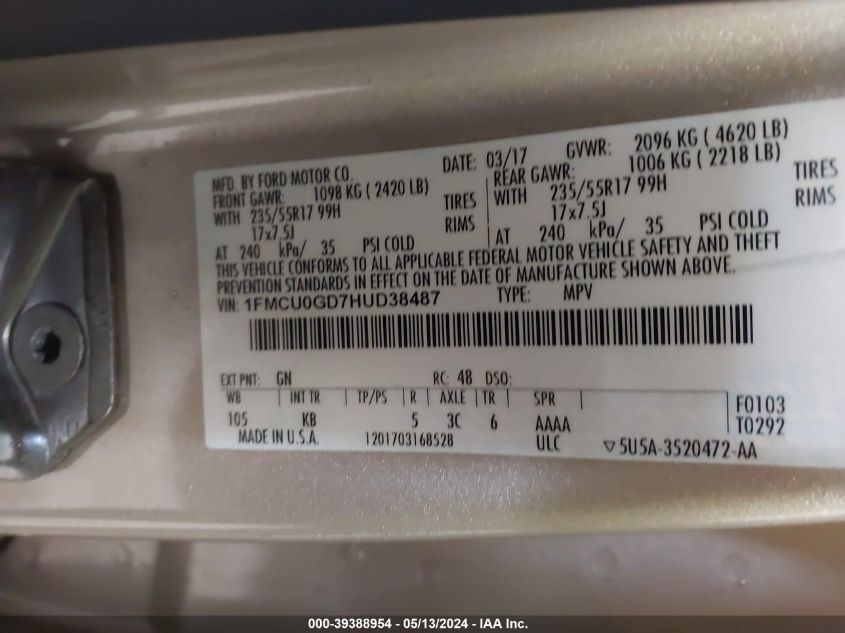 MFD. BY FORD MOTOR CO. DATE: 03/17 GVWR: 2096 KG ( 4620 LB)
FRONT GAWR: 1098 KG ( 2420 LB) REAR GAWR: 1006 KG ( 2218 LB)
WITH 235/55R17 99H TIRES WITH 235/55R17 99H TIRES
17x7.5J RIMS 17x7.5J RIMS
AT 240 kPa/ 35 PSI COLD AT 240 kPa/ 35 PSI COLD
THIS VEHICLE CONFORMS TO ALL APPLICABLE FEDERAL MOTOR VEHICLE SAFETY AND THEFT
PREVENTION STANDARDS IN EFFECT ON THE DATE OF MANUFACTURE SHOWN ABOVE.
VIN: 1FMCU0GD7HUD38487 TYPE: MPV
EXT PNT: GN RC: 48 DSO:
WB INT TR TP/PS R AXLE TR SPR F0103
105 KB 5 3C 6 AAAA T0292
MADE IN U.S.A. 1201703168528 ULC ▽5U5A-3520472-AA
000-39388954 - 05/13/2024 - IAA Inc.